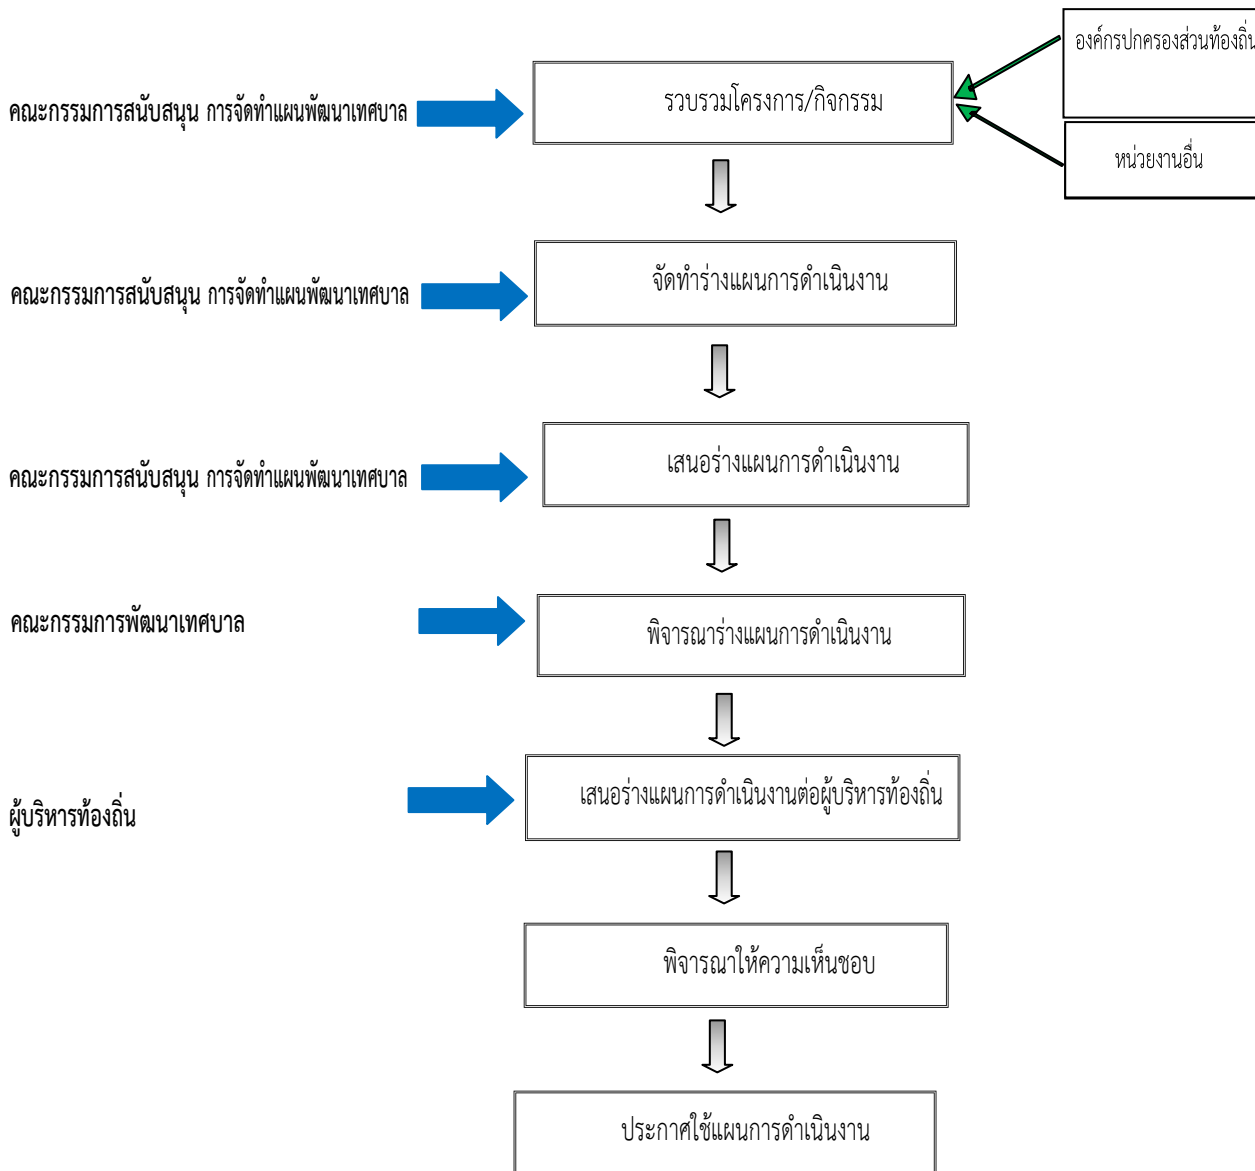 องค์กรปกครองส่วนท้องถิ่น
คณะกรรมการสนับสนุน การจัดทำแผนพัฒนาเทศบาล
รวบรวมโครงการ/กิจกรรม
หน่วยงานอื่น
คณะกรรมการสนับสนุน การจัดทำแผนพัฒนาเทศบาล
จัดทำร่างแผนการดำเนินงาน
คณะกรรมการสนับสนุน การจัดทำแผนพัฒนาเทศบาล
เสนอร่างแผนการดำเนินงาน
คณะกรรมการพัฒนาเทศบาล
พิจารณาร่างแผนการดำเนินงาน
ผู้บริหารท้องถิ่น
เสนอร่างแผนการดำเนินงานต่อผู้บริหารท้องถิ่น
พิจารณาให้ความเห็นชอบ
ประกาศใช้แผนการดำเนินงาน